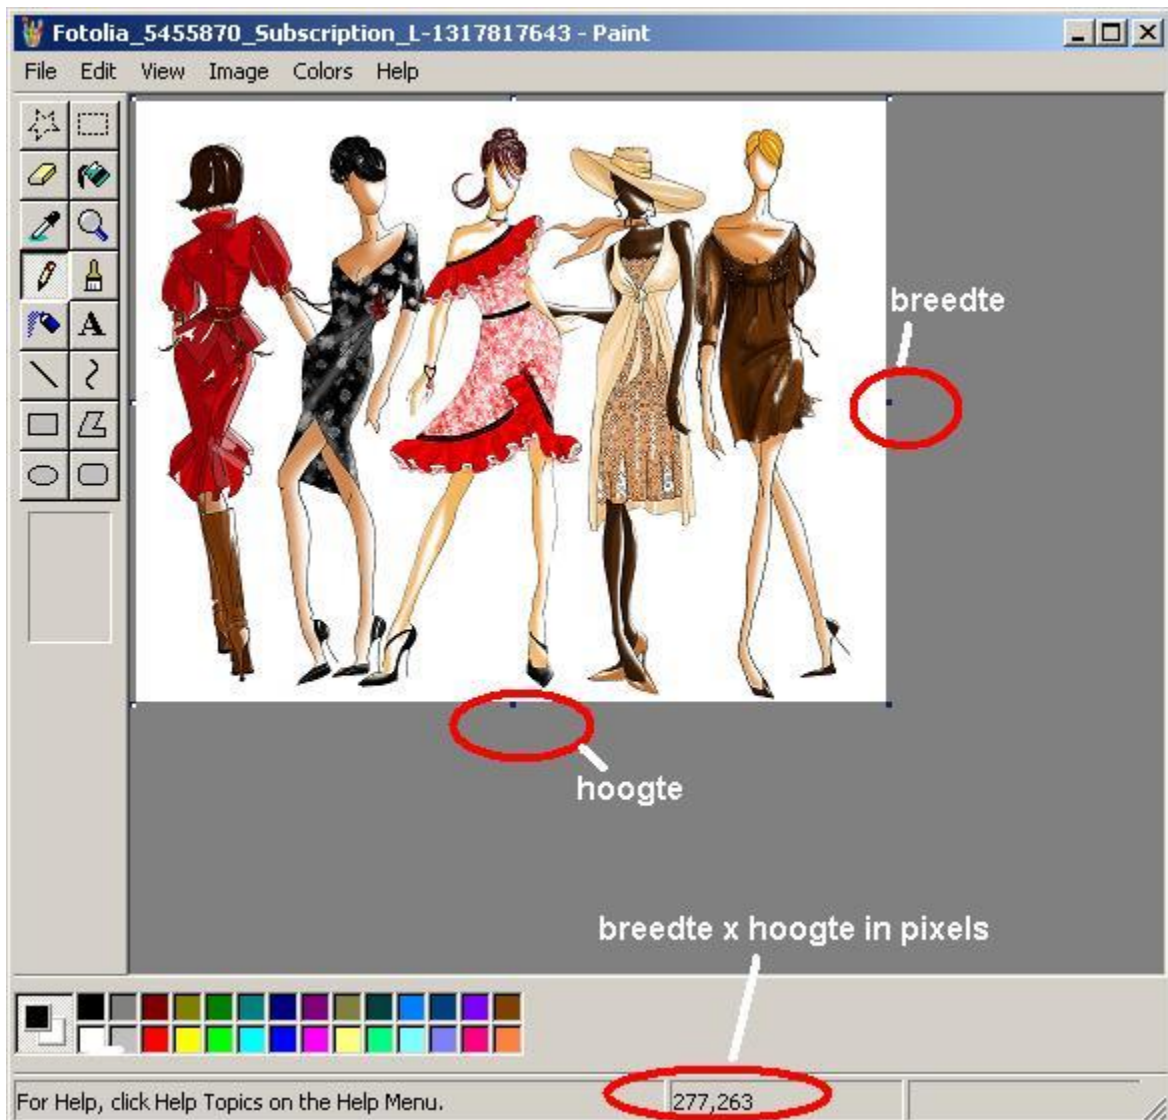 Fotolia_5455870_Subscription_L-1317817643 - Paint
File Edit View Image Colors Help
A
breedte
hoogte
breedte x hoogte in pixels
For Help, click Help Topics on the Help Menu.
277,263